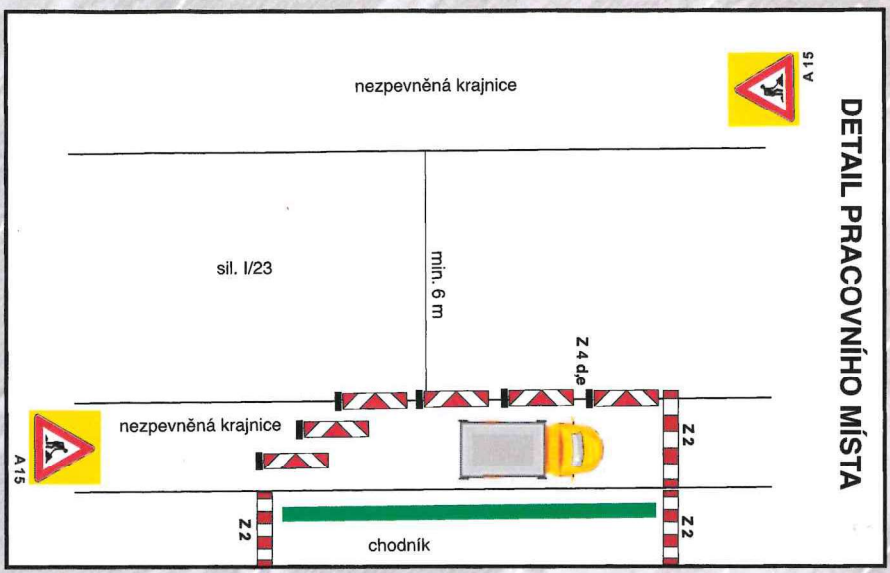 DETAIL PRACOVNÍHO MÍSTA
A 15
nezpevněná krajnice
sil. I/23
min. 6 m
Z 4 d,e
nezpevněná krajnice
Z 2
A 15
Z 2
Z 2
chodník